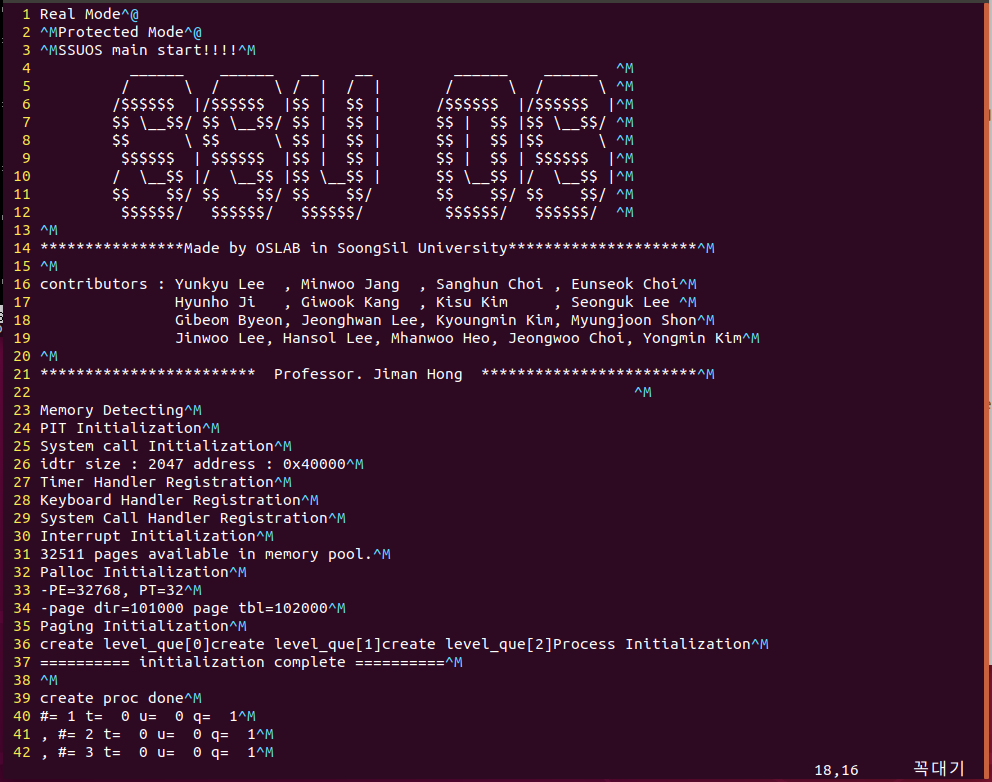 1 Real Mode^@
2 ^MProtected Mode^@
3 ^MSSUOS main start!!!!^M
4           ______    ______   __    __         ______   ______  ^M
5          /      \  /      \ /  |  /  |       /      \  /      \ ^M
6         /$$$$$$  |/$$$$$$  |$$ |  $$ |      /$$$$$$  |/$$$$$$  |^M
7         $$ \__$$/ $$ \__$$/ $$ |  $$ |      $$ |  $$ |$$ \__$$/ ^M
8         $$      \ $$      \ $$ |  $$ |      $$ |  $$ |$$      \ ^M
9          $$$$$$  | $$$$$$  |$$ |  $$ |      $$ |  $$ | $$$$$$  |^M
10         /  \__$$ |/  \__$$ |$$ \__$$ |      $$ \__$$ |/  \__$$ |^M
11         $$    $$/ $$    $$/ $$    $$/       $$    $$/ $$    $$/ ^M
12          $$$$$$/   $$$$$$/   $$$$$$/         $$$$$$/   $$$$$$/  ^M
13 ^M
14 ****************Made by OSLAB in SoongSil University*********************^M
15 ^M
16 contributors : Yunkyu Lee  , Minwoo Jang  , Sanghun Choi , Eunseok Choi^M
17                Hyunho Ji   , Giwook Kang  , Kisu Kim     , Seonguk Lee ^M
18                Gibeom Byeon, Jeonghwan Lee, Kyoungmin Kim, Myungjoon Shon^M
19                Jinwoo Lee, Hansol Lee, Mhanwoo Heo, Jeongwoo Choi, Yongmin Kim^M
20 ^M
21 ************************  Professor. Jiman Hong  ************************^M
22                                                                   ^M
23 Memory Detecting^M
24 PIT Initialization^M
25 System call Initialization^M
26 idtr size : 2047 address : 0x40000^M
27 Timer Handler Registration^M
28 Keyboard Handler Registration^M
29 System Call Handler Registration^M
30 Interrupt Initialization^M
31 32511 pages available in memory pool.^M
32 Palloc Initialization^M
33 -PE=32768, PT=32^M
34 -page dir=101000 page tbl=102000^M
35 Paging Initialization^M
36 create level_que[0]create level_que[1]create level_que[2]Process Initialization^M
37 ========== initialization complete ==========^M
38 ^M
39 create proc done^M
40 #= 1 t=  0 u=  0 q=  1^M
41 , #= 2 t=  0 u=  0 q=  1^M
42 , #= 3 t=  0 u=  0 q=  1^M
18,16 꼭대기